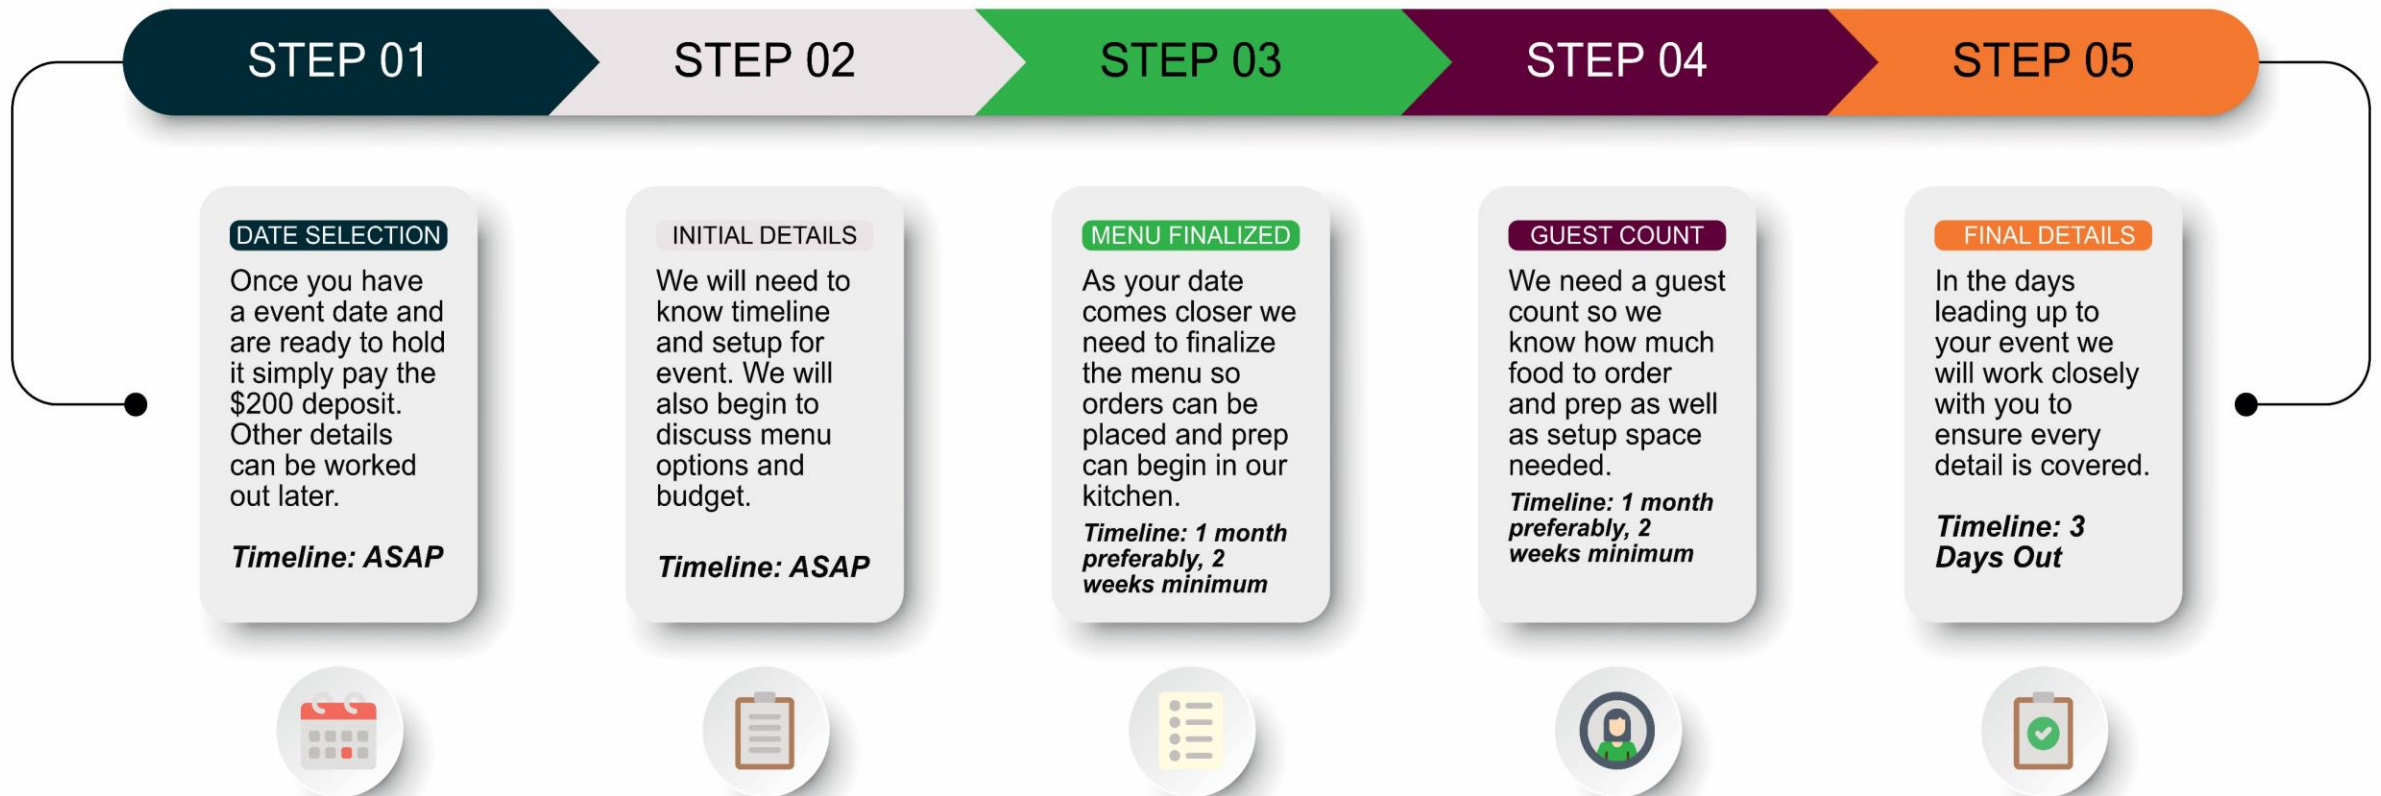 STEP 01
STEP 02
STEP 03
STEP 04
STEP 05
DATE SELECTION
Once you have
a event date and
are ready to hold
it simply pay the
$200 deposit.
Other details
can be worked
out later.
Timeline: ASAP
INITIAL DETAILS
We will need to
know timeline
and setup for
event. We will
also begin to
discuss menu
options and
budget.
Timeline: ASAP
MENU FINALIZED
As your date
comes closer we
need to finalize
the menu so
orders can be
placed and prep
can begin in our
kitchen.
Timeline: 1 month
preferably, 2
weeks minimum
GUEST COUNT
We need a guest
count so we
know how much
food to order
and prep as well
as setup space
needed.
Timeline: 1 month
preferably, 2
weeks minimum
FINAL DETAILS
In the days
leading up to
your event we
will work closely
with you to
ensure every
detail is covered.
Timeline: 3
Days Out